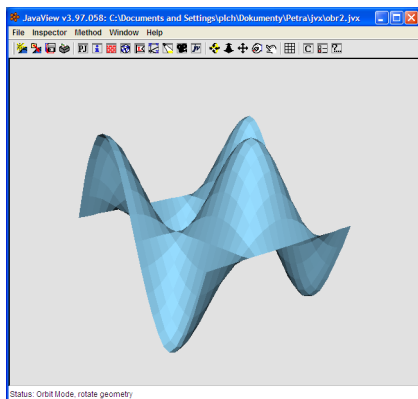 JavaView v3.97.058: C:\Documents and Settings\plch\Dokumenty\Petra\jvx\obr2.jvx
File Inspector Method Window Help
PJ i C ?...
Status: Orbit Mode, rotate geometry